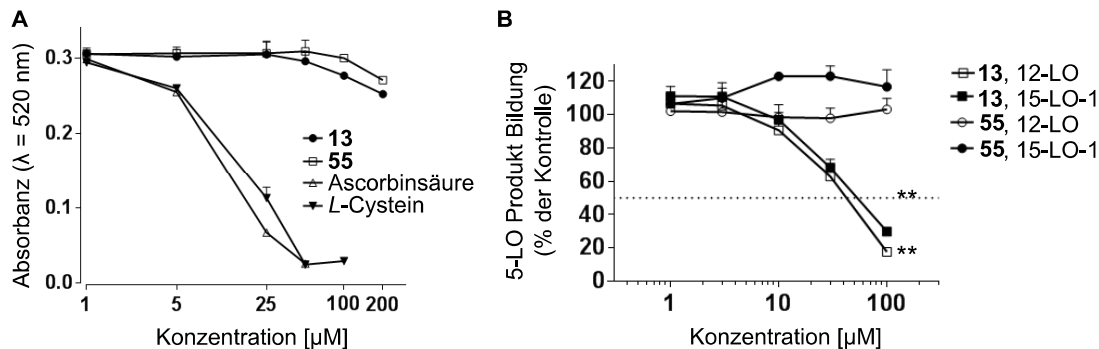 A
Absorbanz (λ = 520 nm)
0.3
0.2
0.1
0.0
1 5 25 100 200
Konzentration [µM]
13
55
Ascorbinsäure
L-Cystein
B
5-LO Produkt Bildung
(% der Kontrolle)
120
100
80
60
40
20
0
**
**
1 10 100
Konzentration [µM]
13, 12-LO
13, 15-LO-1
55, 12-LO
55, 15-LO-1